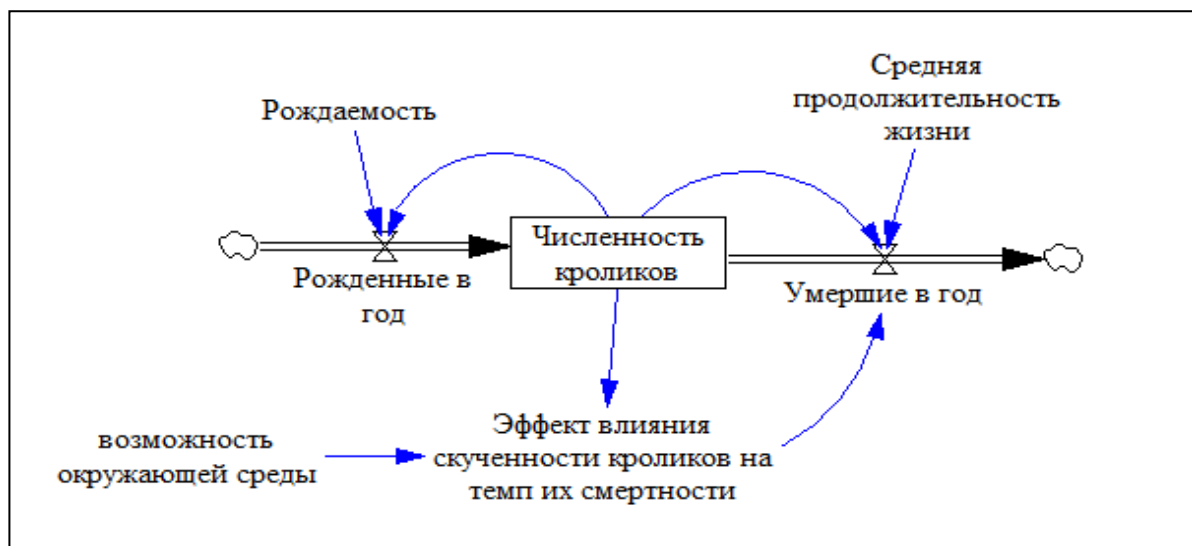 Рождаемость
Средняя
продолжительность
жизни
Численность
кроликов
Рожденные в
год
Умершие в год
Эффект влияния
скученности кроликов на
темп их смертности
возможность
окружающей среды